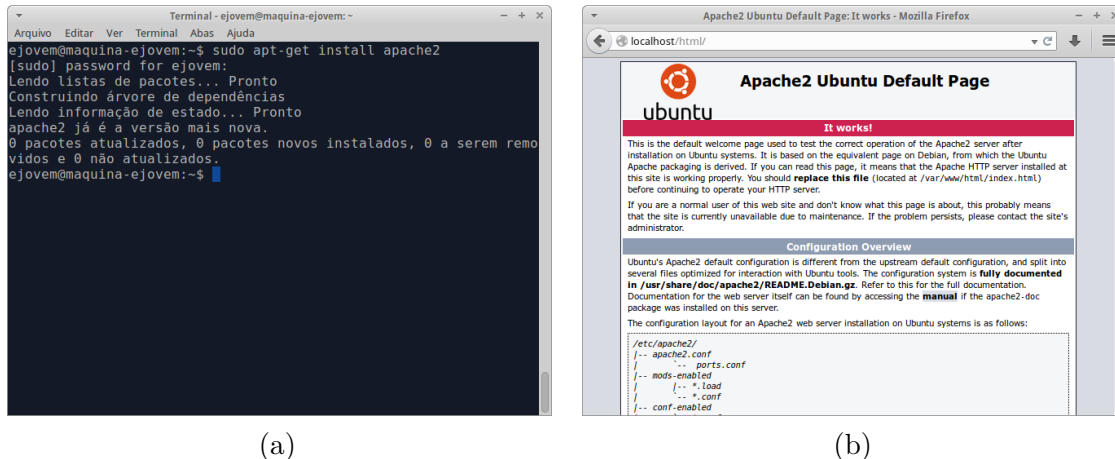 Terminal - ejovem@maquina-ejovem: ~
Arquivo Editar Ver Terminal Abas Ajuda
ejovem@maquina-ejovem:~$ sudo apt-get install apache2
[sudo] password for ejovem:
Lendo listas de pacotes... Pronto
Construindo árvore de dependências
Lendo informação de estado... Pronto
apache2 já é a versão mais nova.
0 pacotes atualizados, 0 pacotes novos instalados, 0 a serem remo
vidos e 0 não atualizados.
ejovem@maquina-ejovem:~$
(a)
Apache2 Ubuntu Default Page: It works - Mozilla Firefox
localhost/html/
ubuntu
Apache2 Ubuntu Default Page
It works!
This is the default welcome page used to test the correct operation of the Apache2 server after
installation on Ubuntu systems. It is based on the equivalent page on Debian, from which the Ubuntu
Apache packaging is derived. If you can read this page, it means that the Apache HTTP server installed at
this site is working properly. You should replace this file (located at /var/www/html/index.html)
before continuing to operate your HTTP server.
If you are a normal user of this web site and don't know what this page is about, this probably means
that the site is currently unavailable due to maintenance. If the problem persists, please contact the site's
administrator.
Configuration Overview
Ubuntu's Apache2 default configuration is different from the upstream default configuration, and split into
several files optimized for interaction with Ubuntu tools. The configuration system is fully documented
in /usr/share/doc/apache2/README.Debian.gz. Refer to this for the full documentation.
Documentation for the web server itself can be found by accessing the manual if the apache2-doc
package was installed on this server.
The configuration layout for an Apache2 web server installation on Ubuntu systems is as follows:
/etc/apache2/
|-- apache2.conf
|       `--  ports.conf
|-- mods-enabled
|       |-- *.load
|       `-- *.conf
|-- conf-enabled
(b)